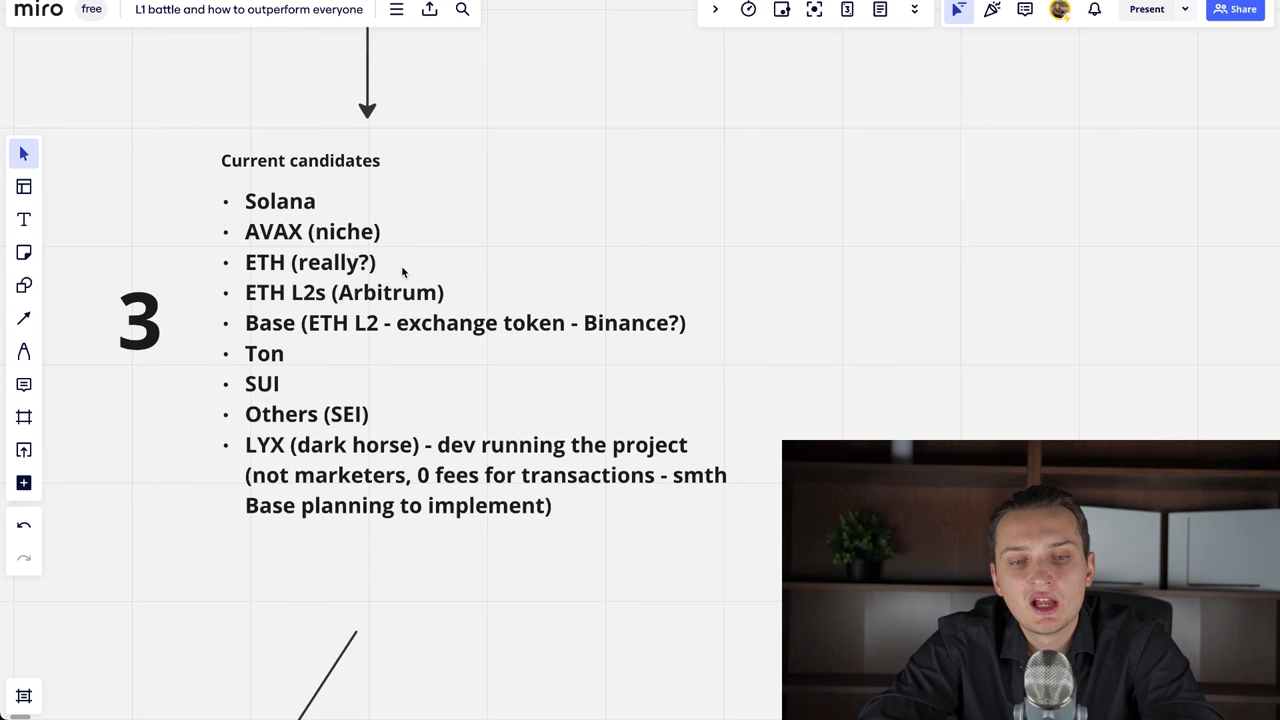 miro free L1 battle and how to outperform everyone 3 Present Share
Current candidates
• Solana
• AVAX (niche)
• ETH (really?)
• ETH L2s (Arbitrum)
• Base (ETH L2 - exchange token - Binance?)
3
• Ton
• SUI
• Others (SEI)
• LYX (dark horse) - dev running the project
(not marketers, 0 fees for transactions - smth
Base planning to implement)